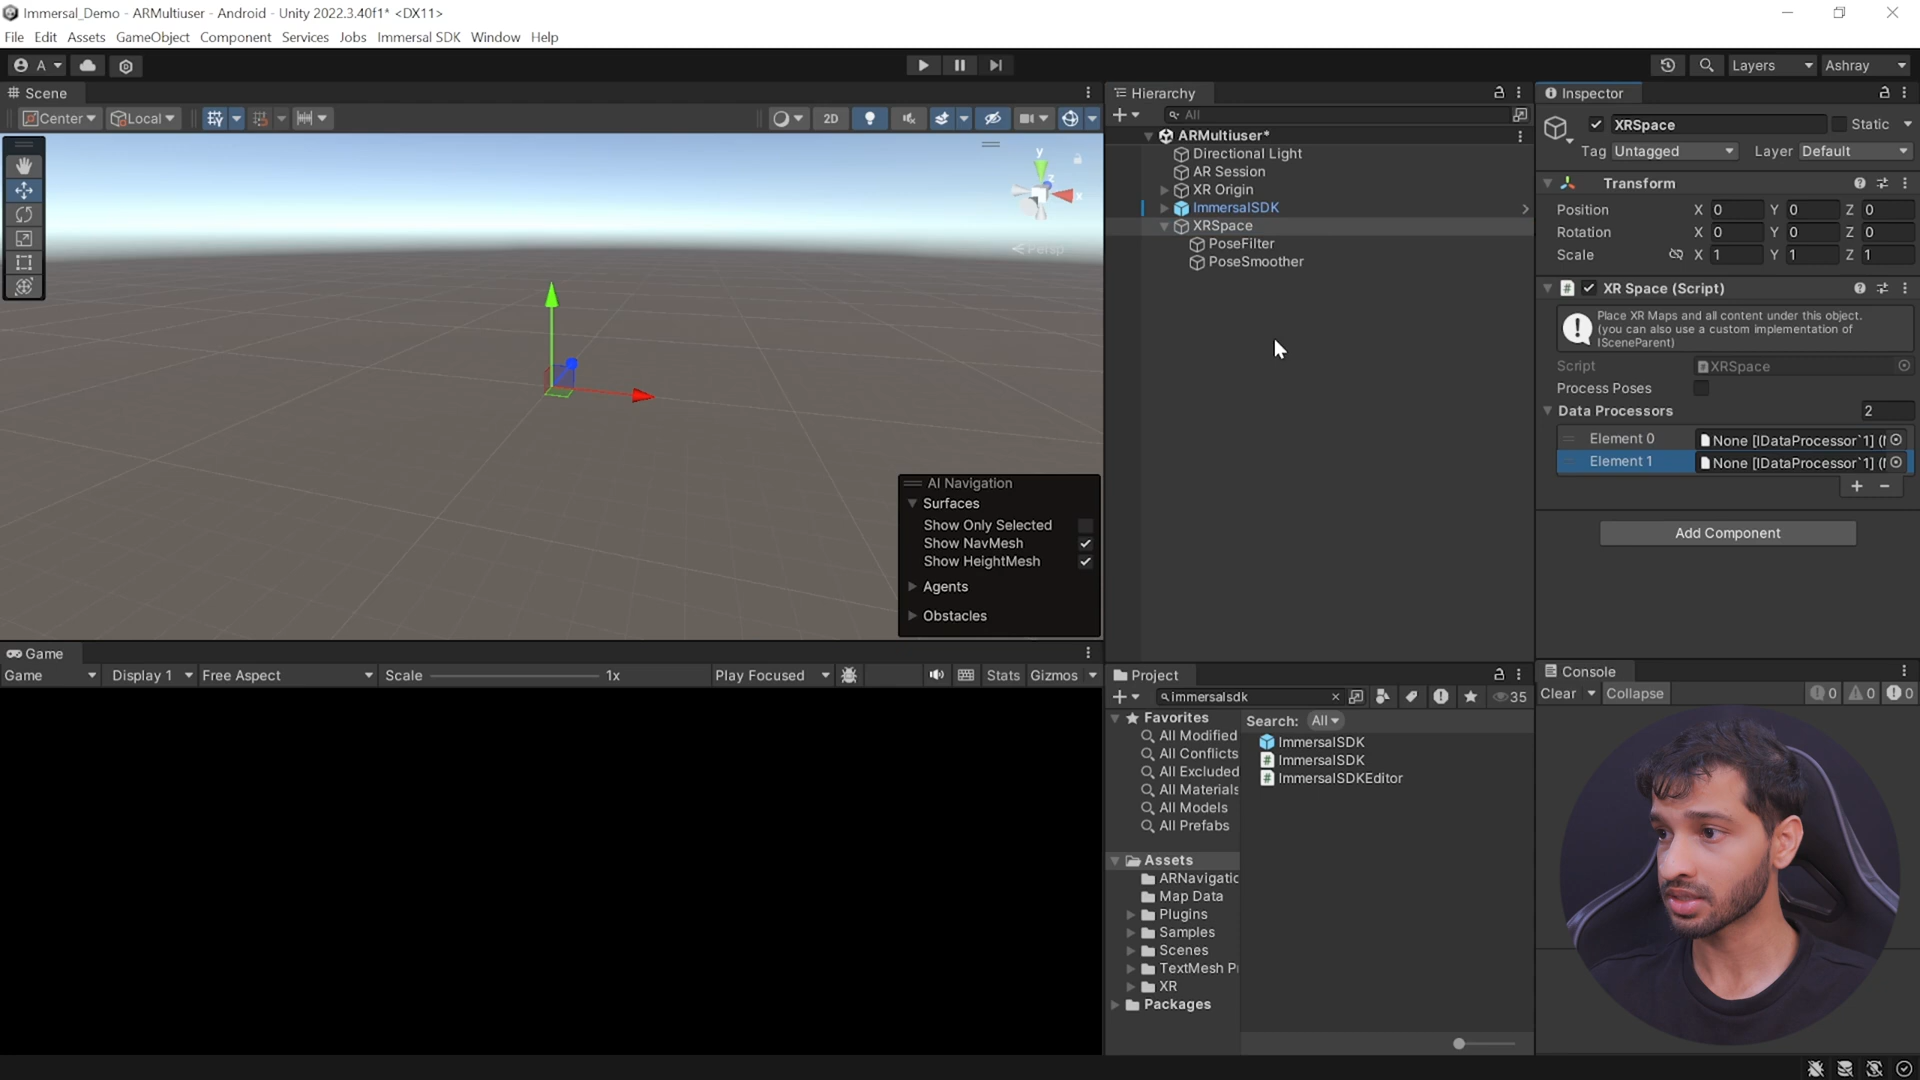 Immersal_Demo - ARMultiuser - Android - Unity 2022.3.40f1* <DX11>
File Edit Assets GameObject Component Services Jobs Immersal SDK Window Help
A
Layers
Ashray
Scene
Center
Local
2D
y
x
z
Persp
AI Navigation
Surfaces
Show Only Selected
Show NavMesh
Show HeightMesh
Agents
Obstacles
Game
Game
Display 1
Free Aspect
Scale
1x
Play Focused
Stats
Gizmos
Hierarchy
All
ARMultiuser*
Directional Light
AR Session
XR Origin
ImmersalSDK
XRSpace
PoseFilter
PoseSmoother
Project
immersalsdk
35
Favorites
All Modified
All Conflicts
All Excluded
All Materials
All Models
All Prefabs
Assets
ARNavigatic
Map Data
Plugins
Samples
Scenes
TextMesh P
XR
Packages
Search: All
ImmersalSDK
ImmersalSDK
ImmersalSDKEditor
Inspector
XRSpace
Static
Tag Untagged
Layer Default
Transform
Position X 0 Y 0 Z 0
Rotation X 0 Y 0 Z 0
Scale X 1 Y 1 Z 1
XR Space (Script)
Place XR Maps and all content under this object.
(you can also use a custom implementation of
ISceneParent)
Script XRSpace
Process Poses
Data Processors 2
Element 0 None [IDataProcessor`1] (
Element 1 None [IDataProcessor`1] (
Add Component
Console
Clear
Collapse
0
0
0